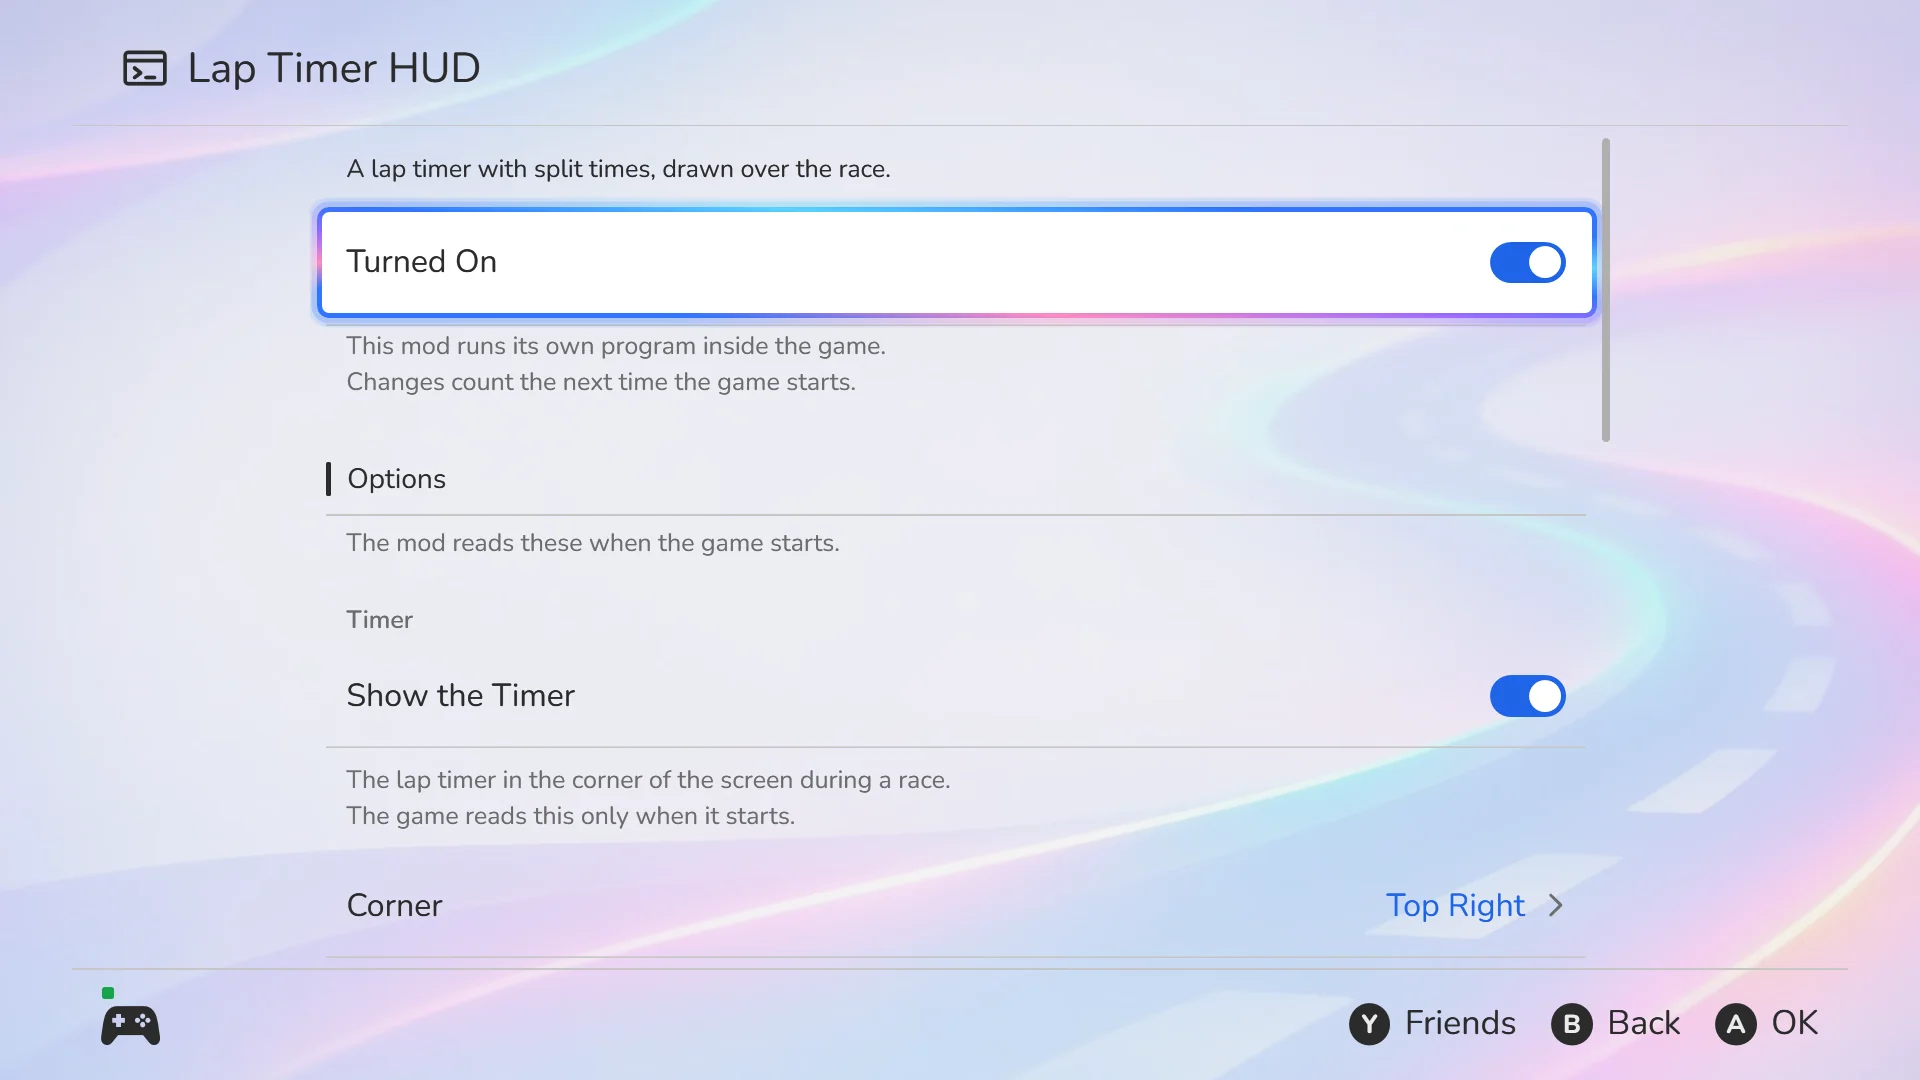 Lap Timer HUD
A lap timer with split times, drawn over the race.
Turned On
This mod runs its own program inside the game.
Changes count the next time the game starts.
Options
The mod reads these when the game starts.
Timer
Show the Timer
The lap timer in the corner of the screen during a race.
The game reads this only when it starts.
Corner
Top Right
Y Friends
B Back
A OK